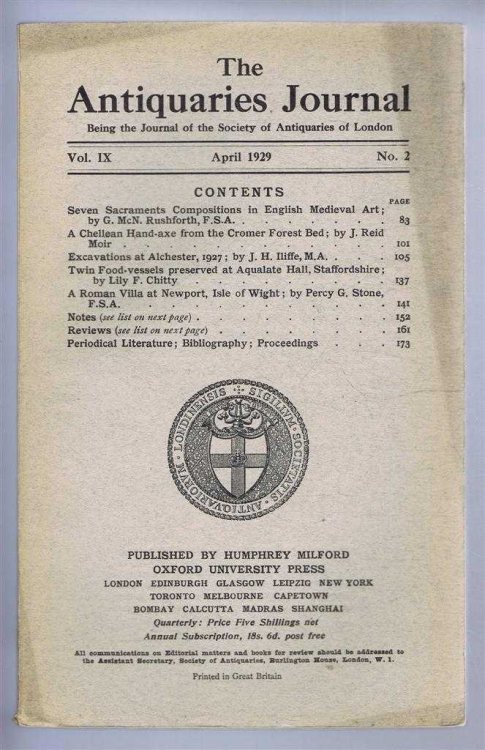 The
Antiquaries Journal
Being the Journal of the Society of Antiquaries of London
Vol. IX April 1929 No. 2
CONTENTS
PAGE
Seven Sacraments Compositions in English Medieval Art;
by G. McN. Rushforth, F.S.A. . . . . . . 83
A Chellean Hand-axe from the Cromer Forest Bed; by J. Reid
Moir . . . . . . . . . . 101
Excavations at Alchester, 1927; by J. H. Iliffe, M.A. . . . 105
Twin Food-vessels preserved at Aqualate Hall, Staffordshire;
by Lily F. Chitty . . . . . . . . 137
A Roman Villa at Newport, Isle of Wight; by Percy G. Stone,
F.S.A. . . . . . . . . . . 141
Notes (see list on next page) . . . . . . . 152
Reviews (see list on next page) . . . . . . 161
Periodical Literature; Bibliography; Proceedings . . . 173
SIGILLVM · SOCIETATIS · ANTIQVARIORVM · LONDINENSIS
PUBLISHED BY HUMPHREY MILFORD
OXFORD UNIVERSITY PRESS
LONDON EDINBURGH GLASGOW LEIPZIG NEW YORK
TORONTO MELBOURNE CAPETOWN
BOMBAY CALCUTTA MADRAS SHANGHAI
Quarterly: Price Five Shillings net
Annual Subscription, 18s. 6d. post free
All communications on Editorial matters and books for review should be addressed to
the Assistant Secretary, Society of Antiquaries, Burlington House, London, W. 1.
Printed in Great Britain